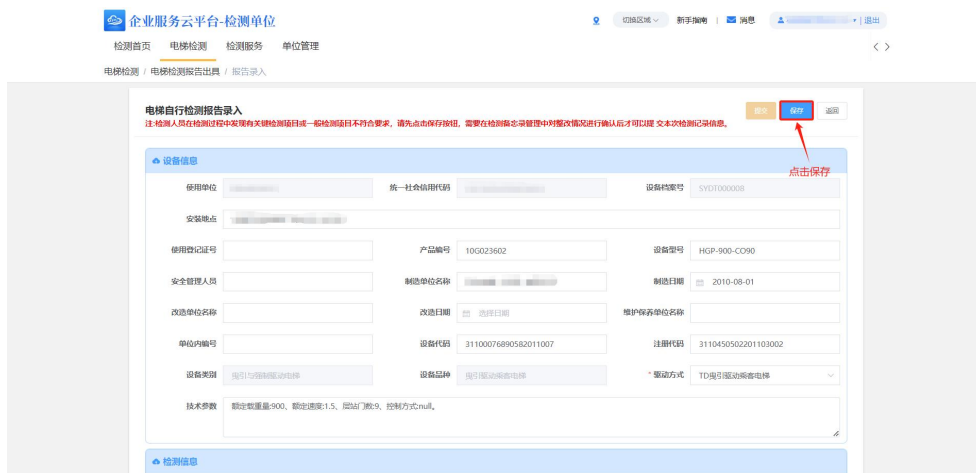 企业服务云平台-检测单位
切换区域
新手指南 | 消息
| 退出
检测首页 电梯检测 检测服务 单位管理
电梯检测 / 电梯检测报告出具 / 报告录入
电梯自行检测报告录入
提交 保存 返回
注:检测人员在检测过程中发现有关键检测项目或一般检测项目不符合要求，请先点击保存按钮，需要在检测备忘录管理中对整改情况进行确认后才可以提 交本次检测记录信息。
点击保存
设备信息
使用单位 统一社会信用代码 设备档案号 SYDT000008
安装地点
使用登记证号 产品编号 10G023602 设备型号 HGP-900-CO90
安全管理人员 制造单位名称 制造日期 2010-08-01
改造单位名称 改造日期 选择日期 维护保养单位名称
单位内编号 设备代码 31100076890582011007 注册代码 3110450502201103002
设备类别 曳引与强制驱动电梯 设备品种 曳引驱动乘客电梯 * 驱动方式 TD曳引驱动乘客电梯
技术参数 额定载重量:900、额定速度:1.5、层站门数:9、控制方式:null。
检测信息